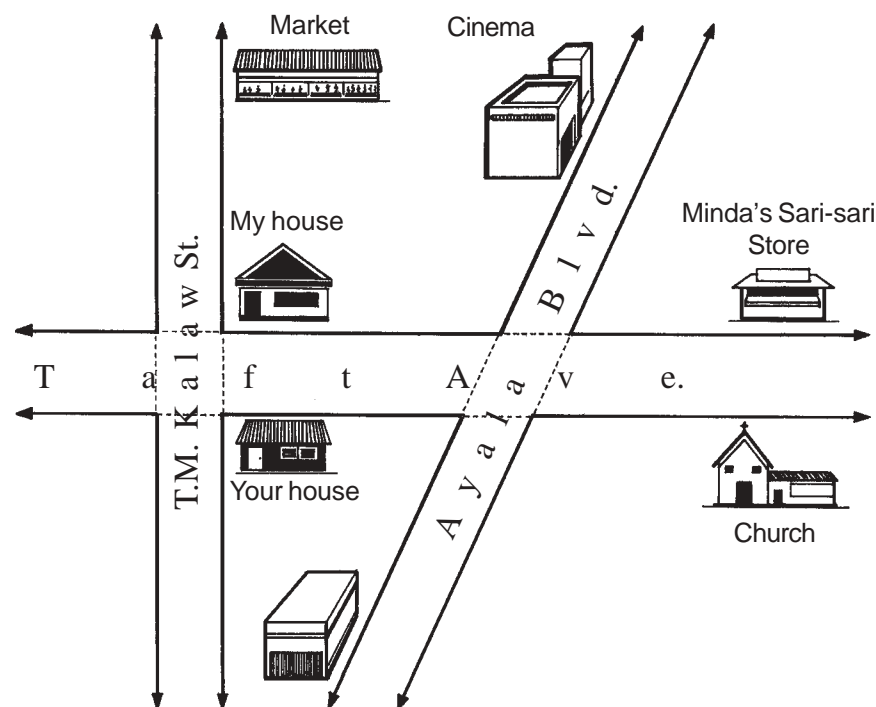 Market
Cinema
My house
Minda's Sari-sari
Store
T.M. Kalaw St.
Taft Ave.
Ayala Blvd.
Your house
Church